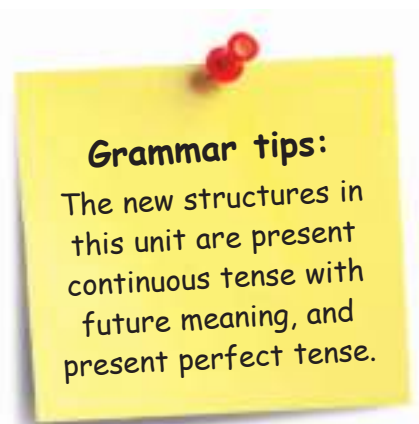 Grammar tips:
The new structures in
this unit are present
continuous tense with
future meaning, and
present perfect tense.